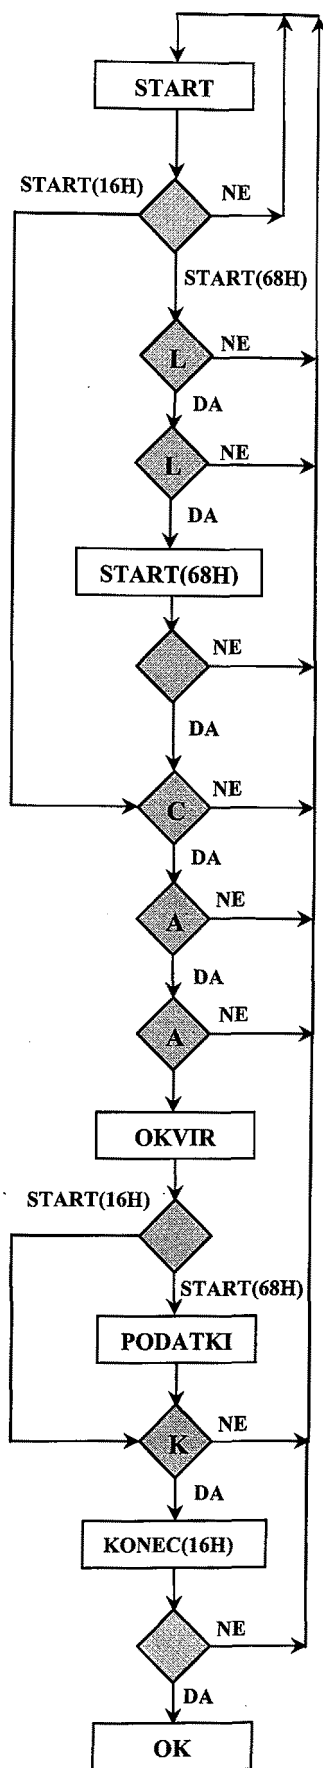 START
START(16H)
NE
START(68H)
L
NE
DA
L
NE
DA
START(68H)
NE
DA
C
NE
DA
A
NE
DA
A
NE
OKVIR
START(16H)
START(68H)
PODATKI
K
NE
DA
KONEC(16H)
NE
DA
OK